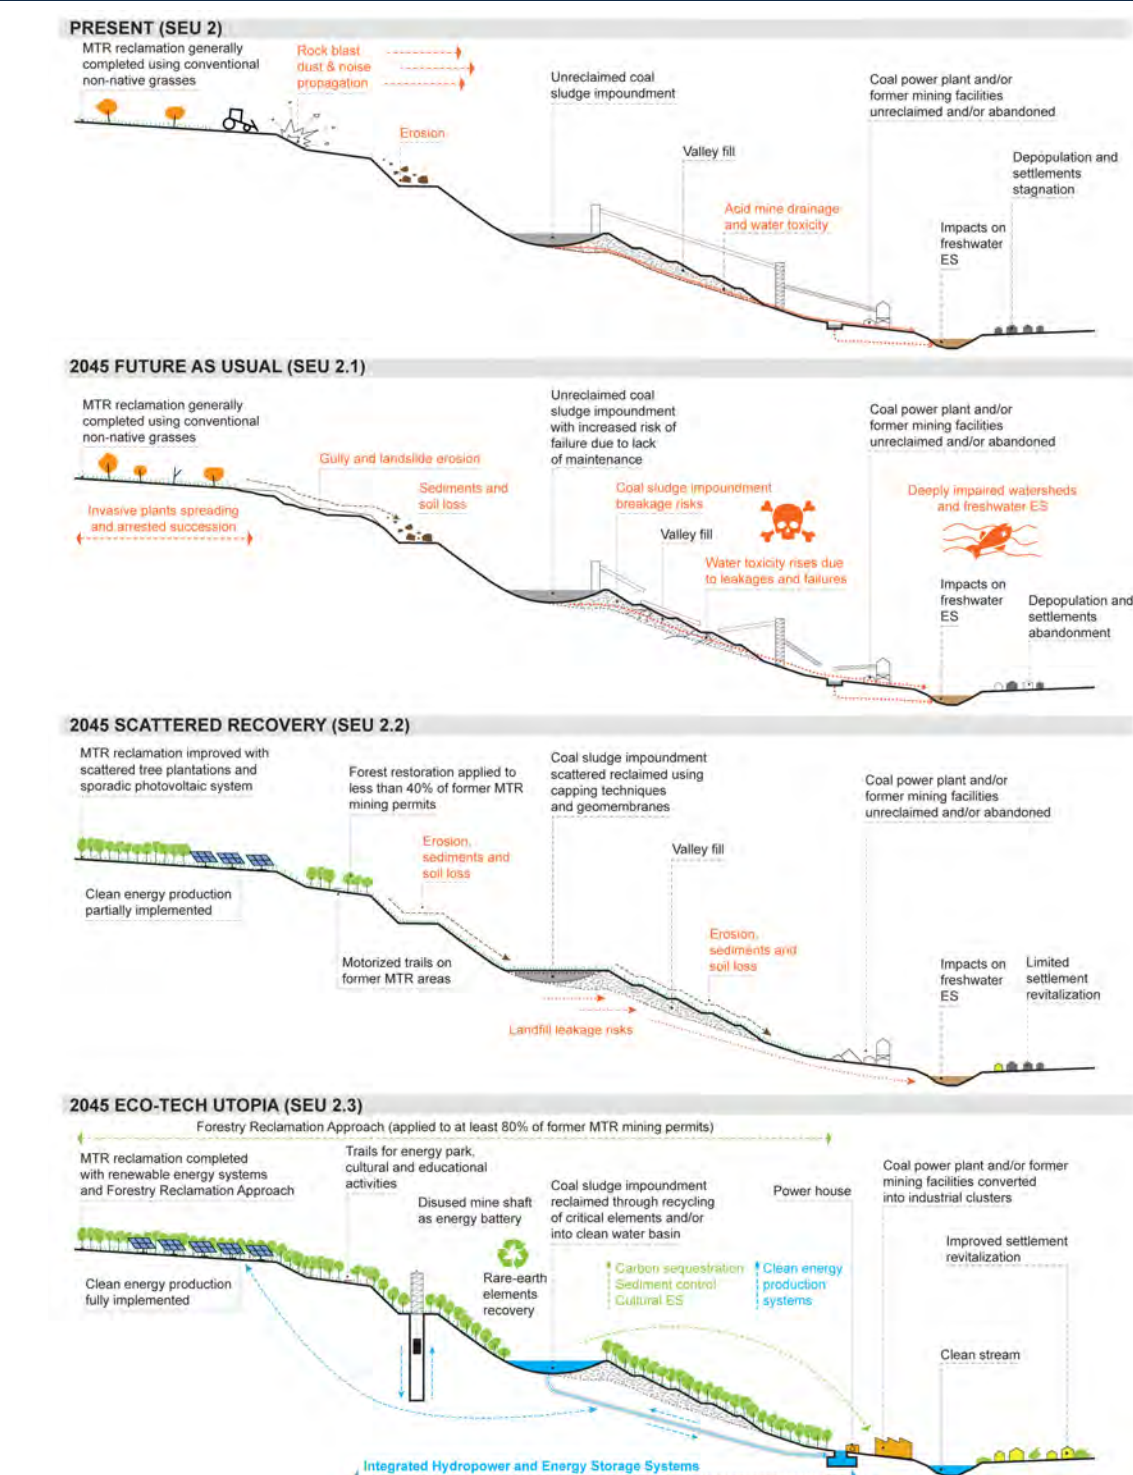 PRESENT (SEU 2)
MTR reclamation generally
completed using conventional
non-native grasses
Rock blast
dust & noise
propagation
Erosion
Unreclaimed coal
sludge impoundment
Valley fill
Acid mine drainage
and water toxicity
Coal power plant and/or
former mining facilities
unreclaimed and/or abandoned
Impacts on
freshwater
ES
Depopulation and
settlements
stagnation
2045 FUTURE AS USUAL (SEU 2.1)
MTR reclamation generally
completed using conventional
non-native grasses
Invasive plants spreading
and arrested succession
Gully and landslide erosion
Sediments and
soil loss
Unreclaimed coal
sludge impoundment
with increased risk of
failure due to lack
of maintenance
Coal sludge impoundment
breakage risks
Valley fill
Water toxicity rises due
to leakages and failures
Coal power plant and/or
former mining facilities
unreclaimed and/or abandoned
Deeply impaired watersheds
and freshwater ES
Impacts on
freshwater
ES
Depopulation and
settlements
abandonment
2045 SCATTERED RECOVERY (SEU 2.2)
MTR reclamation improved with
scattered tree plantations and
sporadic photovoltaic system
Clean energy production
partially implemented
Forest restoration applied to
less than 40% of former MTR
mining permits
Erosion,
sediments and
soil loss
Motorized trails on
former MTR areas
Coal sludge impoundment
scattered reclaimed using
capping techniques
and geomembranes
Landfill leakage risks
Valley fill
Erosion,
sediments and
soil loss
Coal power plant and/or
former mining facilities
unreclaimed and/or abandoned
Impacts on
freshwater
ES
Limited
settlement
revitalization
2045 ECO-TECH UTOPIA (SEU 2.3)
Forestry Reclamation Approach (applied to at least 80% of former MTR mining permits)
MTR reclamation completed
with renewable energy systems
and Forestry Reclamation Approach
Clean energy production
fully implemented
Trails for energy park,
cultural and educational
activities
Disused mine shaft
as energy battery
Rare-earth
elements
recovery
Coal sludge impoundment
reclaimed through recycling
of critical elements and/or
into clean water basin
Carbon sequestration
Sediment control
Cultural ES
Clean energy
production
systems
Power house
Coal power plant and/or former
mining facilities converted
into industrial clusters
Improved settlement
revitalization
Clean stream
Integrated Hydropower and Energy Storage Systems